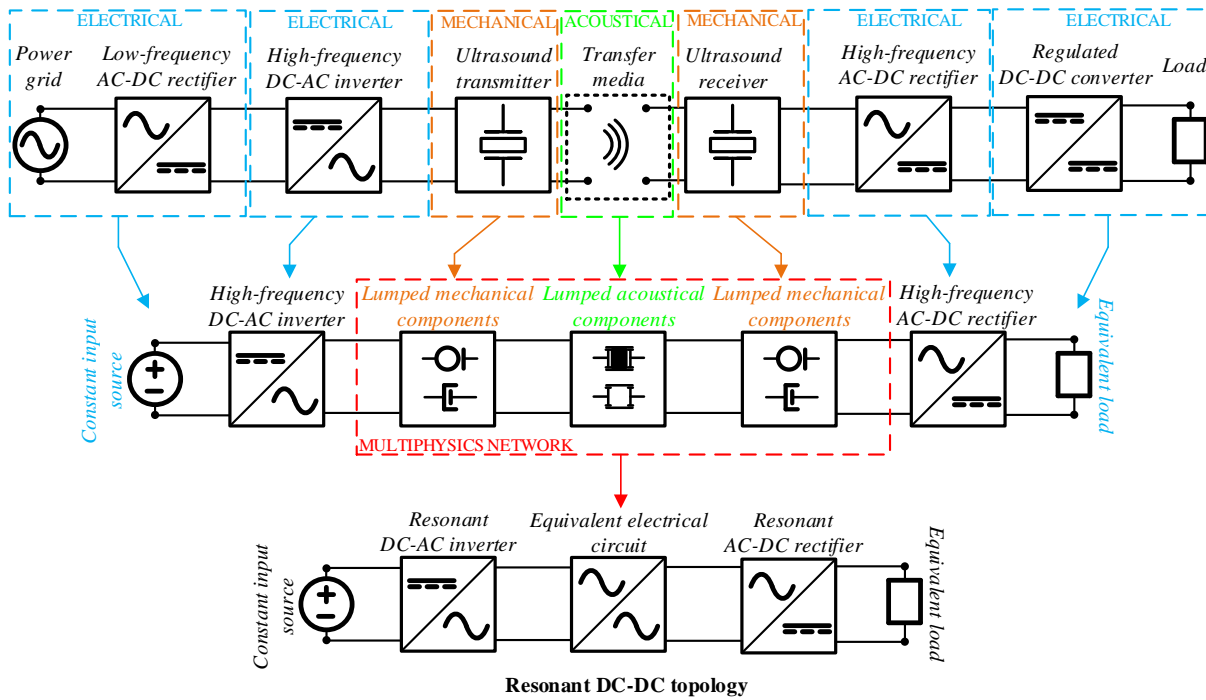 ELECTRICAL
ELECTRICAL
MECHANICAL
ACOUSTICAL
MECHANICAL
ELECTRICAL
ELECTRICAL
Power
grid
Low-frequency
AC-DC rectifier
High-frequency
DC-AC inverter
Ultrasound
transmitter
Transfer
media
Ultrasound
receiver
High-frequency
AC-DC rectifier
Regulated
DC-DC converter
Load
Constant input
source
High-frequency
DC-AC inverter
Lumped mechanical
components
Lumped acoustical
components
Lumped mechanical
components
High-frequency
AC-DC rectifier
Equivalent load
MULTIPHYSICS NETWORK
Constant input
source
Resonant
DC-AC inverter
Equivalent electrical
circuit
Resonant
AC-DC rectifier
Equivalent load
Resonant DC-DC topology